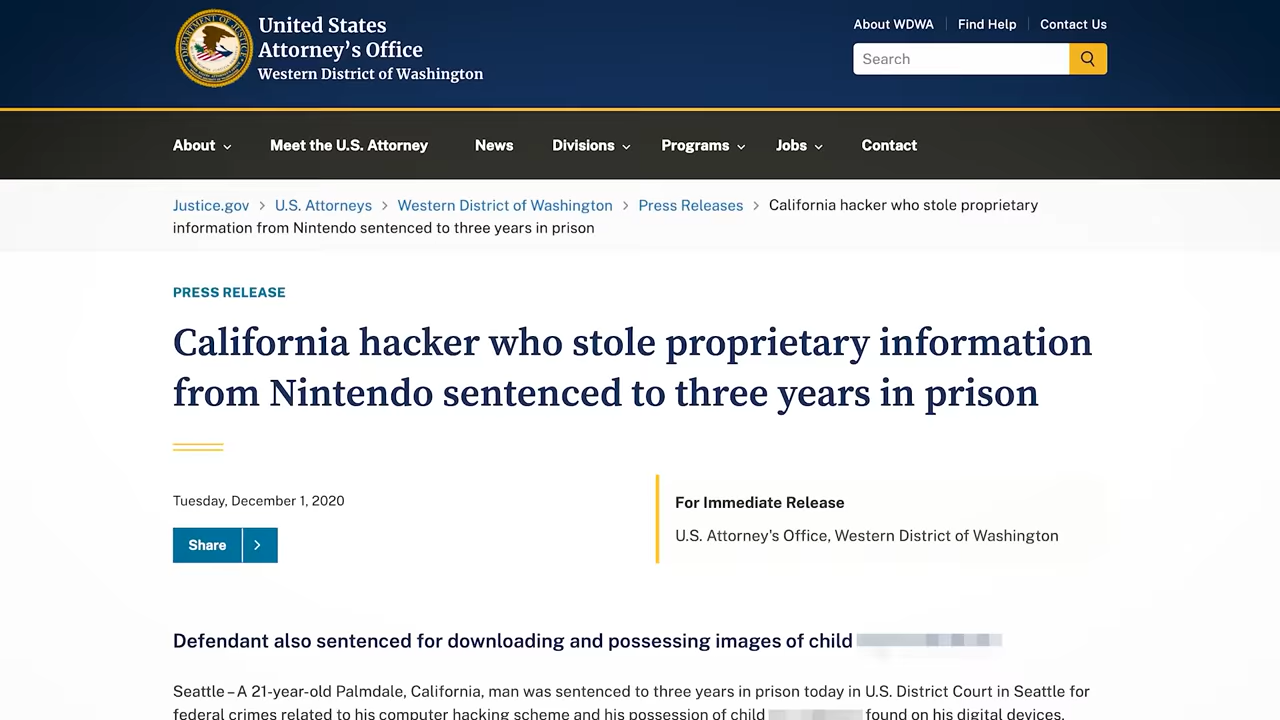 United States
Attorney's Office
Western District of Washington
About WDWA
Find Help
Contact Us
Search
About
Meet the U.S. Attorney
News
Divisions
Programs
Jobs
Contact
Justice.gov > U.S. Attorneys > Western District of Washington > Press Releases > California hacker who stole proprietary
information from Nintendo sentenced to three years in prison
PRESS RELEASE
California hacker who stole proprietary information
from Nintendo sentenced to three years in prison
Tuesday, December 1, 2020
For Immediate Release
U.S. Attorney's Office, Western District of Washington
Share >
Defendant also sentenced for downloading and possessing images of child
Seattle – A 21-year-old Palmdale, California, man was sentenced to three years in prison today in U.S. District Court in Seattle for
federal crimes related to his computer hacking scheme and his possession of child found on his digital devices,